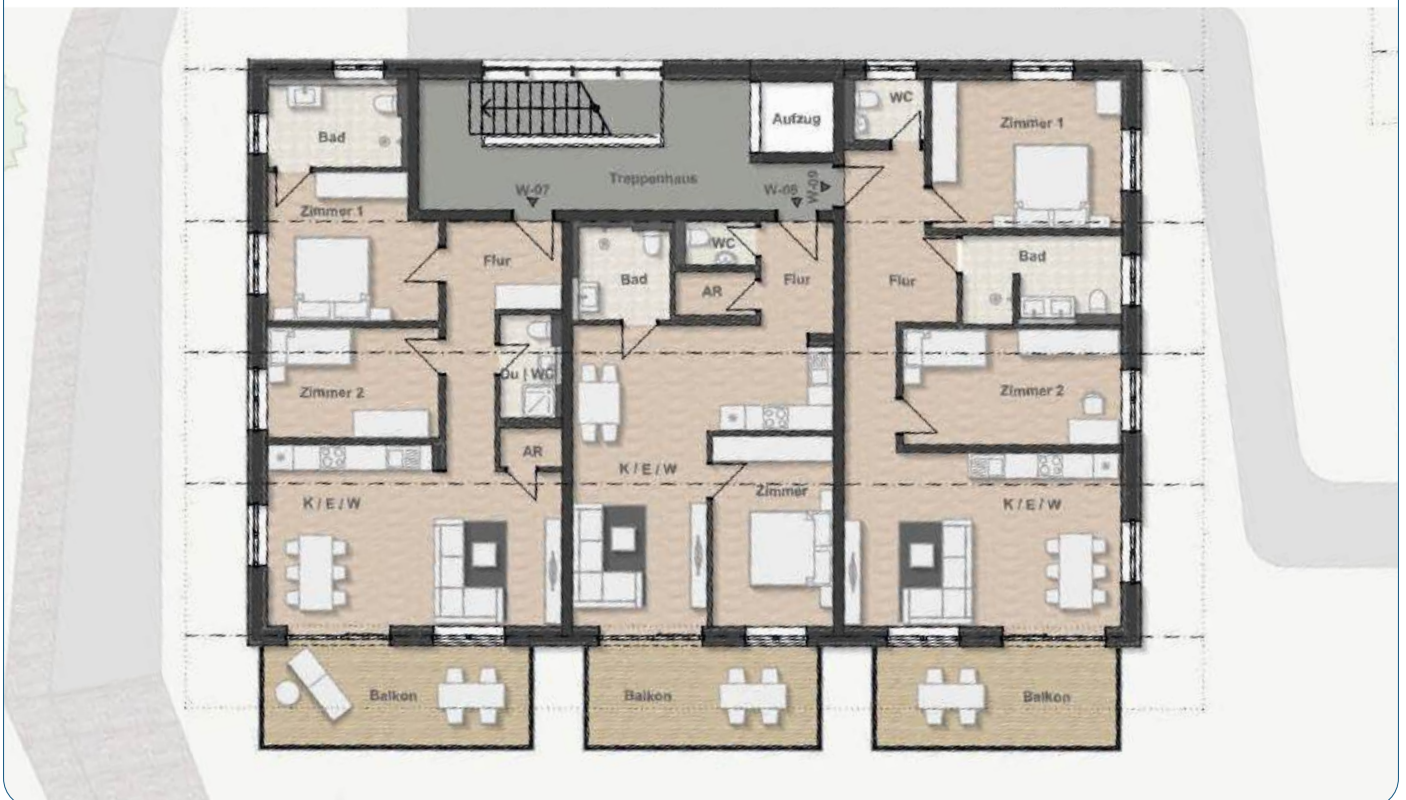 WC
Aufzug
Zimmer 1
Bad
Treppenhaus
W-07
W-08
W-09
Zimmer 1
Flur
WC
Bad
AR
Flur
Flur
Bad
Zimmer 2
Du | WC
Zimmer 2
AR
K / E / W
K / E / W
Zimmer
K / E / W
Balkon
Balkon
Balkon